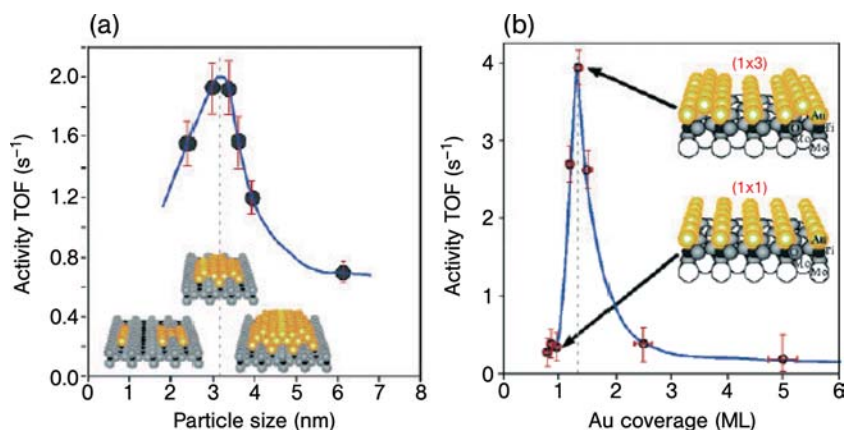 (a)
Activity TOF (s⁻¹)
2.0
1.6
1.2
0.8
0.4
0.0
0 1 2 3 4 5 6 7 8
Particle size (nm)
(b)
Activity TOF (s⁻¹)
4
3
2
1
0
0 1 2 3 4 5 6
Au coverage (ML)
(1x3)
Au
O Ti
Mo
Mo
(1x1)
Au
O Ti
Mo
Mo